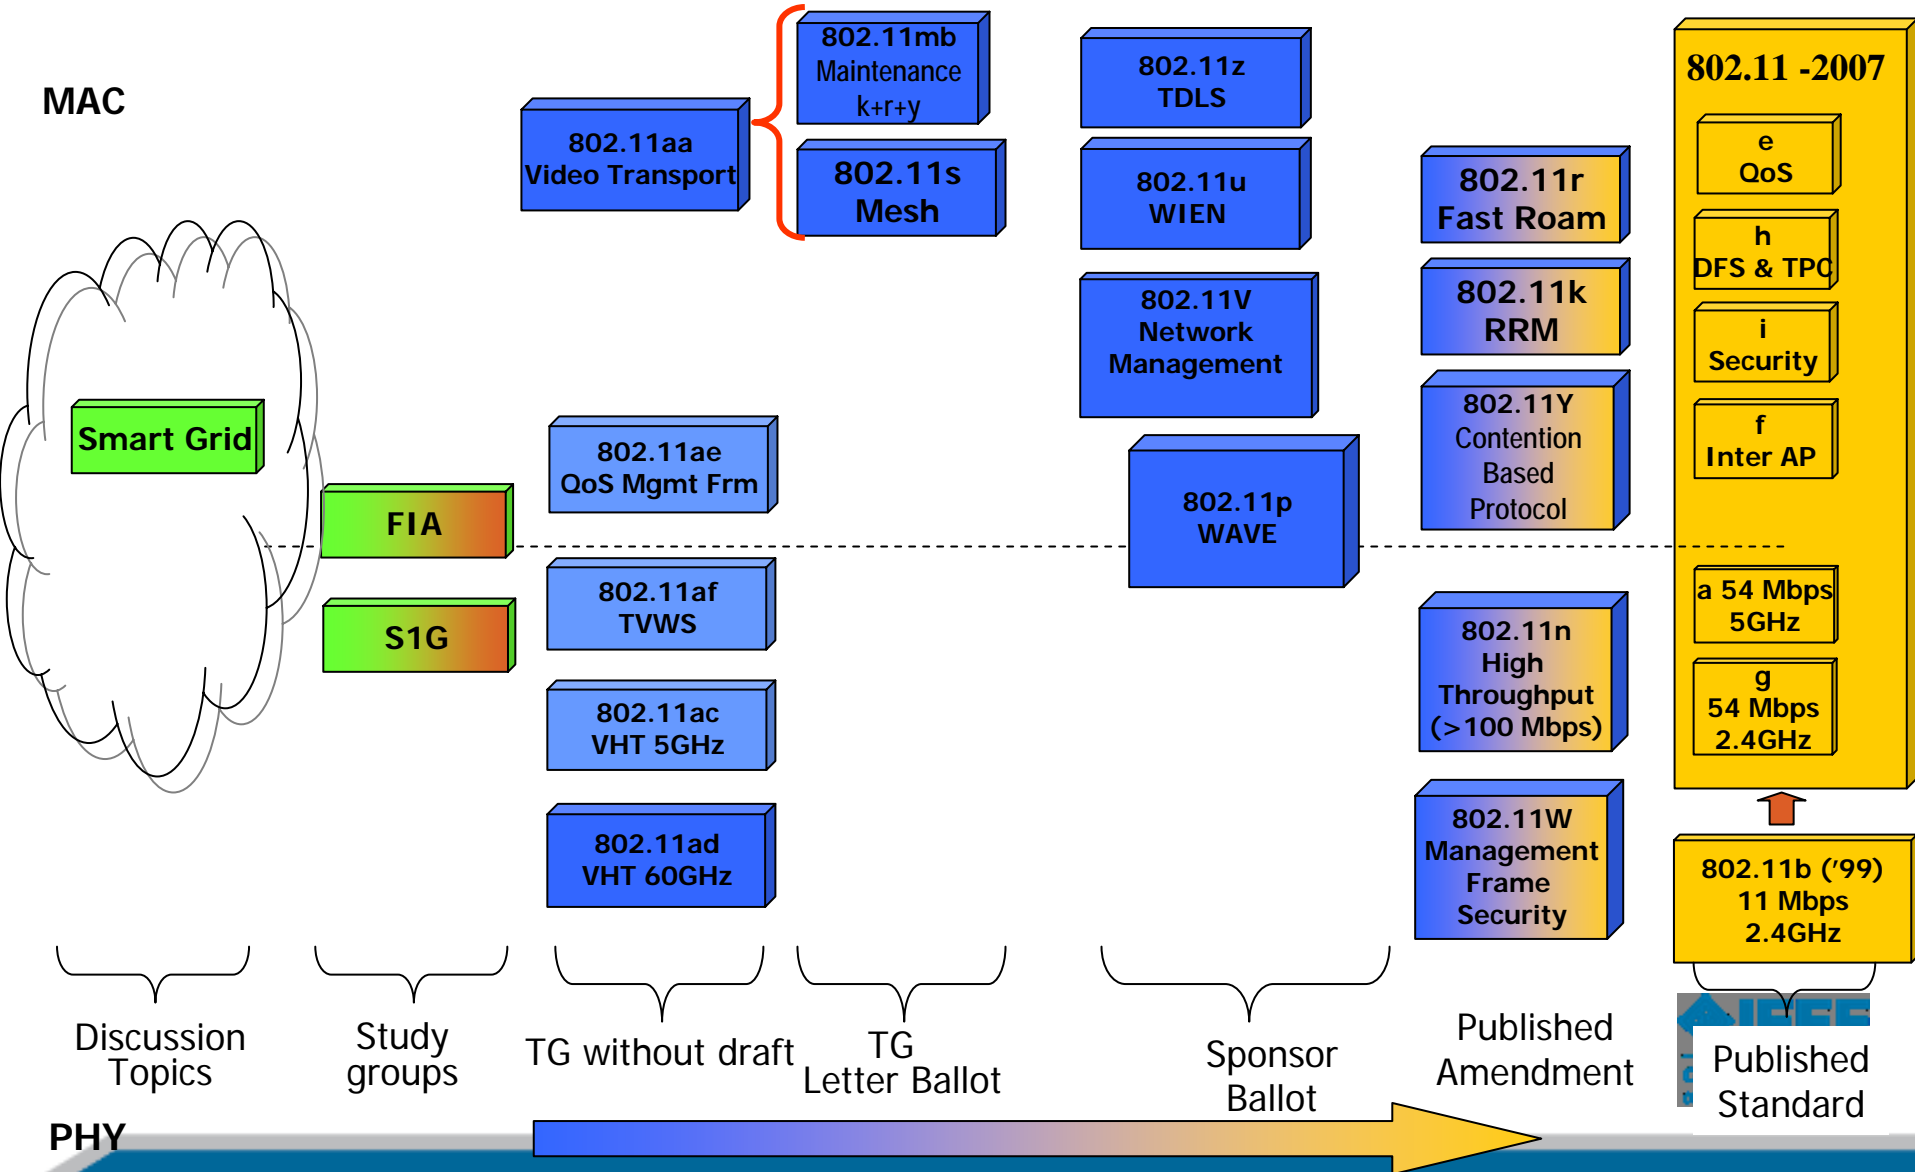 MAC
802.11aa
Video Transport
802.11mb
Maintenance
k+r+y
802.11s
Mesh
802.11z
TDLS
802.11u
WIEN
802.11V
Network
Management
802.11p
WAVE
802.11r
Fast Roam
802.11k
RRM
802.11Y
Contention
Based
Protocol
802.11n
High
Throughput
(>100 Mbps)
802.11W
Management
Frame
Security
802.11 -2007
e
QoS
h
DFS & TPC
i
Security
f
Inter AP
a 54 Mbps
5GHz
g
54 Mbps
2.4GHz
802.11b ('99)
11 Mbps
2.4GHz
Smart Grid
FIA
S1G
802.11ae
QoS Mgmt Frm
802.11af
TVWS
802.11ac
VHT 5GHz
802.11ad
VHT 60GHz
Discussion
Topics
Study
groups
TG without draft
TG
Letter Ballot
Sponsor
Ballot
Published
Amendment
IEEE
Published
Standard
PHY